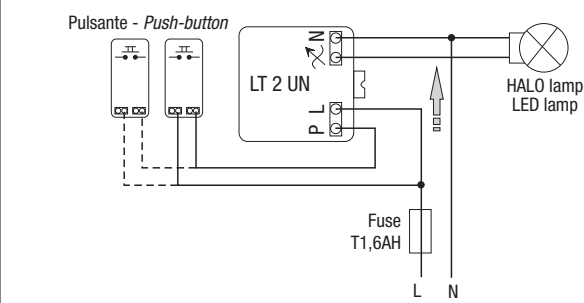 Pulsante - Push-button
LT 2 UN
N
L
P
HALO lamp
LED lamp
Fuse
T1,6AH
L
N